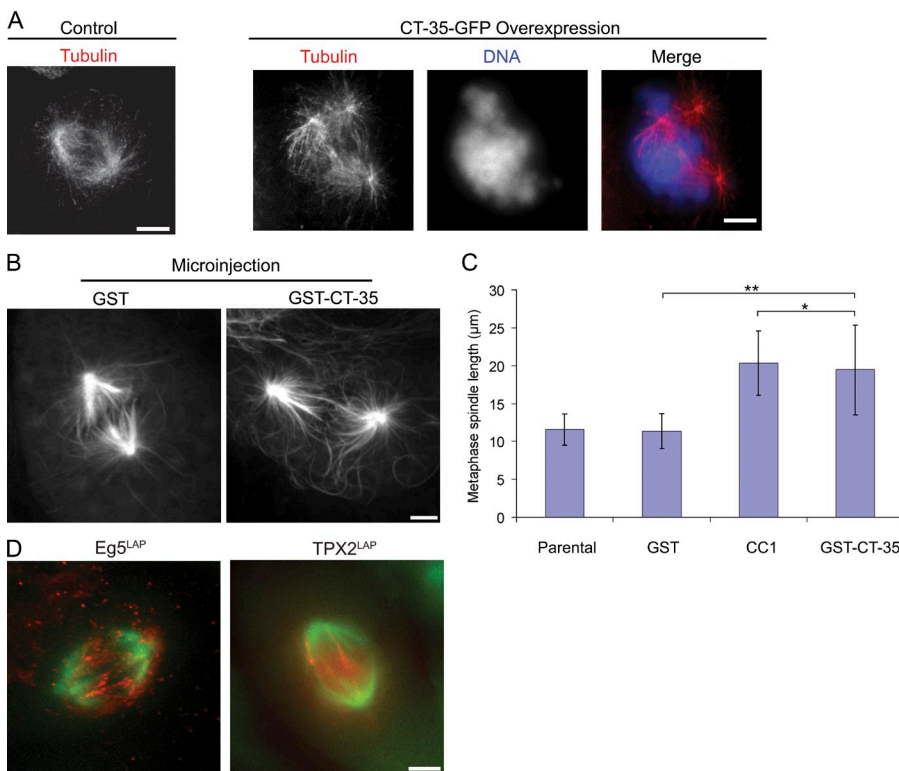 A
Control
CT-35-GFP Overexpression
Tubulin
Tubulin
DNA
Merge
B
Microinjection
GST
GST-CT-35
C
Metaphase spindle length (µm)
30
25
20
15
10
5
0
**
*
Parental
GST
CC1
GST-CT-35
D
Eg5LAP
TPX2LAP